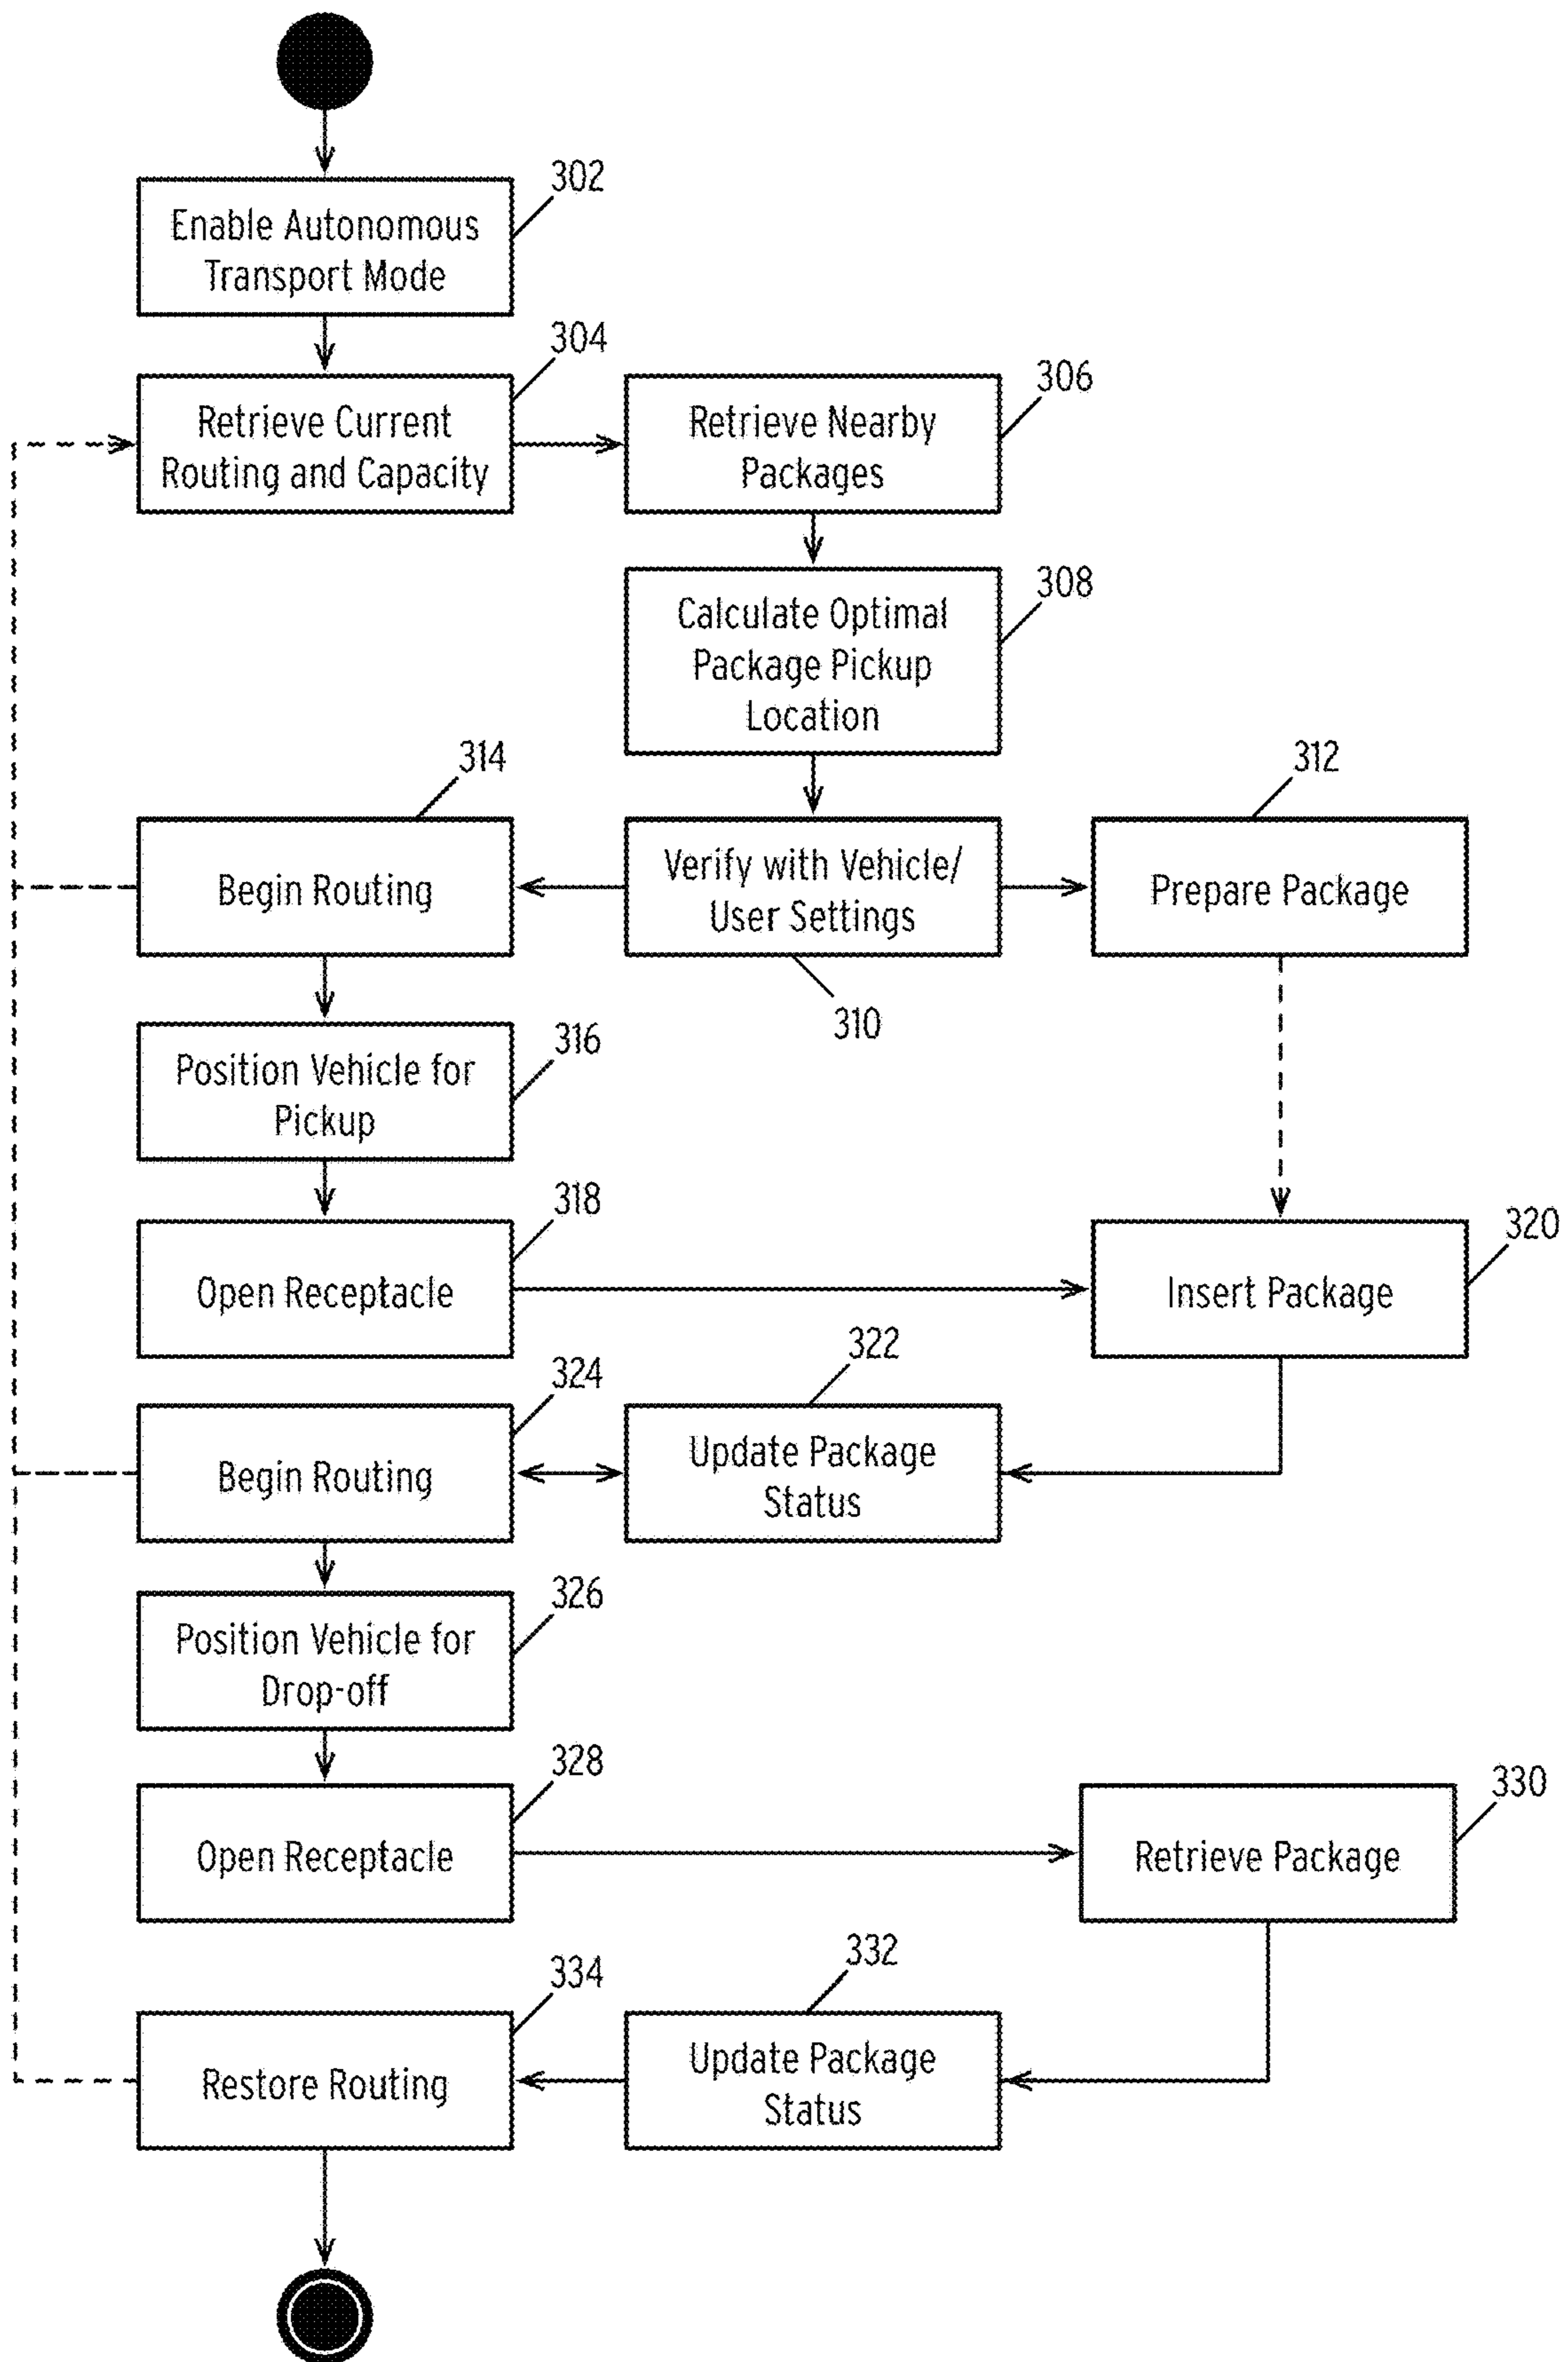 302
Enable Autonomous
Transport Mode
304
Retrieve Current
Routing and Capacity
306
Retrieve Nearby
Packages
308
Calculate Optimal
Package Pickup
Location
314
Begin Routing
Verify with Vehicle/
User Settings
310
312
Prepare Package
316
Position Vehicle for
Pickup
318
Open Receptacle
320
Insert Package
322
Update Package
Status
324
Begin Routing
326
Position Vehicle for
Drop-off
328
Open Receptacle
330
Retrieve Package
332
Update Package
Status
334
Restore Routing